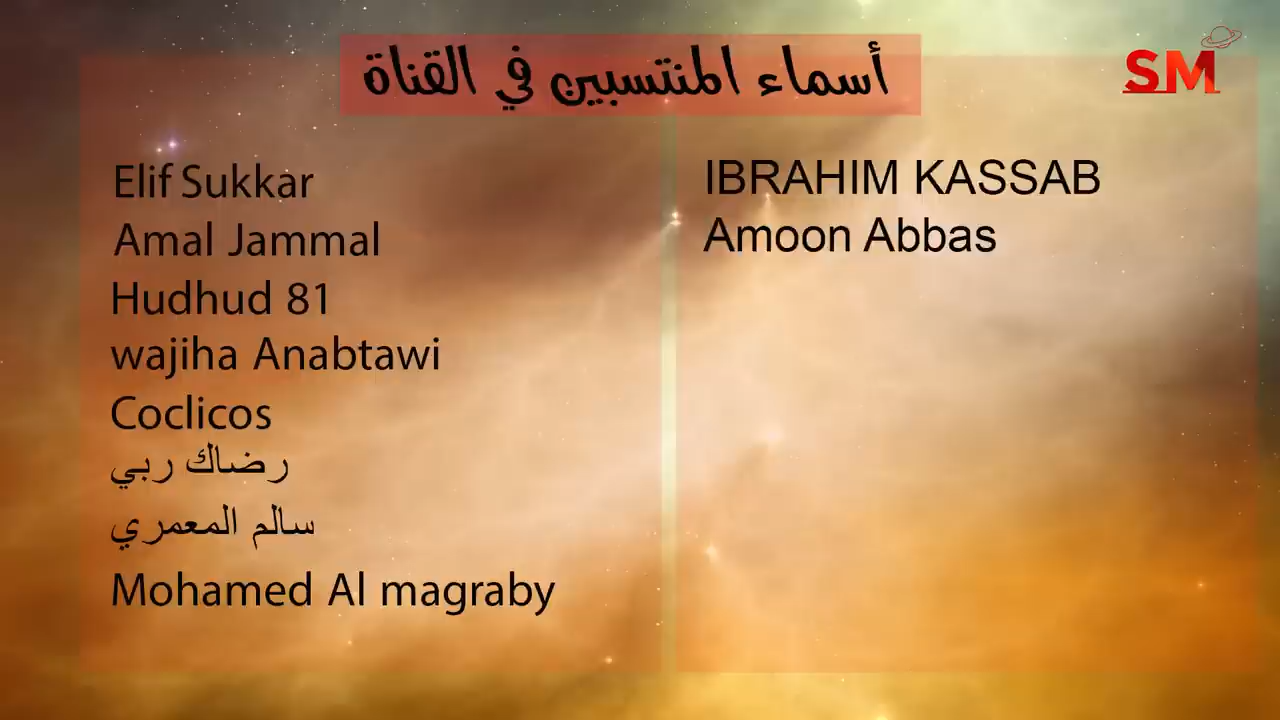 أسماء المنتسبين في القناة
SM
Elif Sukkar
Amal Jammal
Hudhud 81
wajiha Anabtawi
Coclicos
رضاك ربي
سالم المعمري
Mohamed Al magraby
IBRAHIM KASSAB
Amoon Abbas